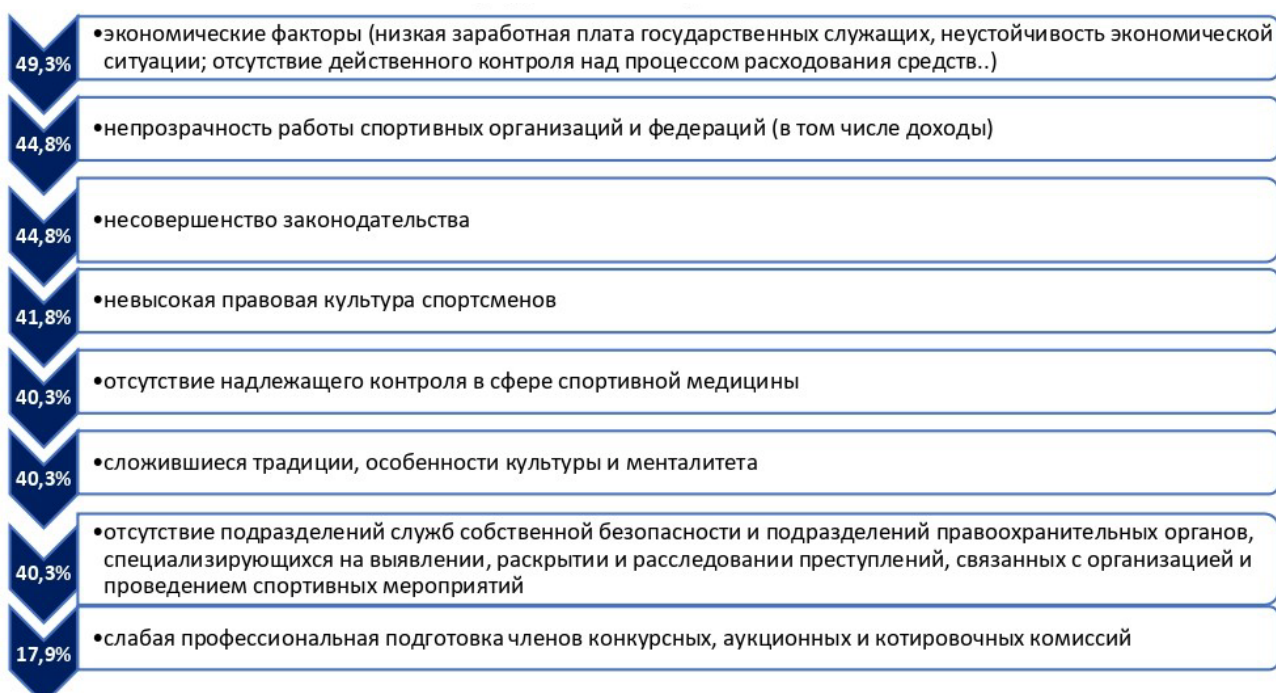 49,3%
•экономические факторы (низкая заработная плата государственных служащих, неустойчивость экономической
ситуации; отсутствие действенного контроля над процессом расходования средств..)
44,8%
•непрозрачность работы спортивных организаций и федераций (в том числе доходы)
44,8%
•несовершенство законодательства
41,8%
•невысокая правовая культура спортсменов
40,3%
•отсутствие надлежащего контроля в сфере спортивной медицины
40,3%
•сложившиеся традиции, особенности культуры и менталитета
40,3%
•отсутствие подразделений служб собственной безопасности и подразделений правоохранительных органов,
специализирующихся на выявлении, раскрытии и расследовании преступлений, связанных с организацией и
проведением спортивных мероприятий
17,9%
•слабая профессиональная подготовка членов конкурсных, аукционных и котировочных комиссий